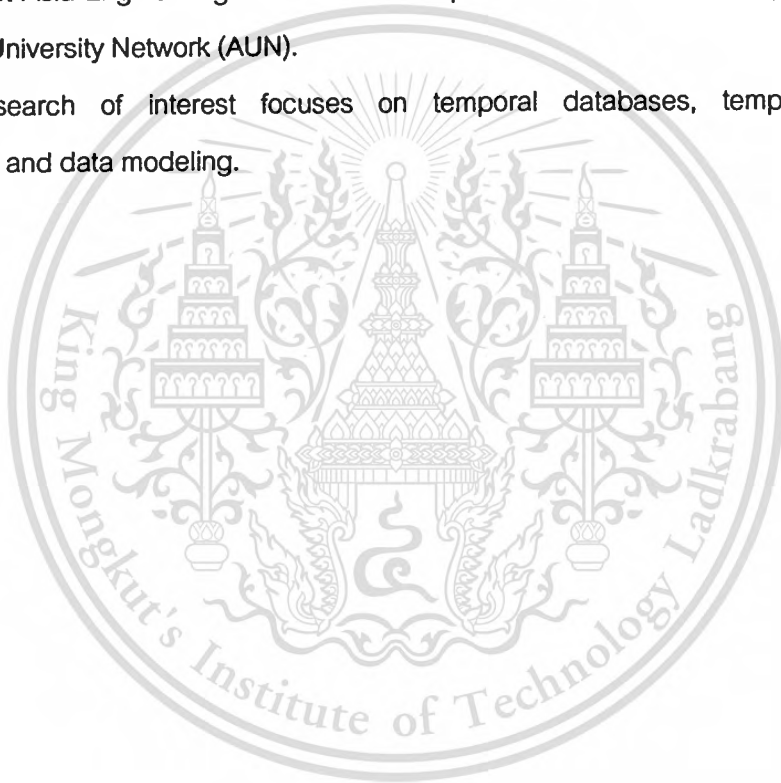 University Network (AUN).
search of interest focuses on temporal databases, temp
and data modeling.
King Mongkut's Institute of Technology Ladkrabang
๔